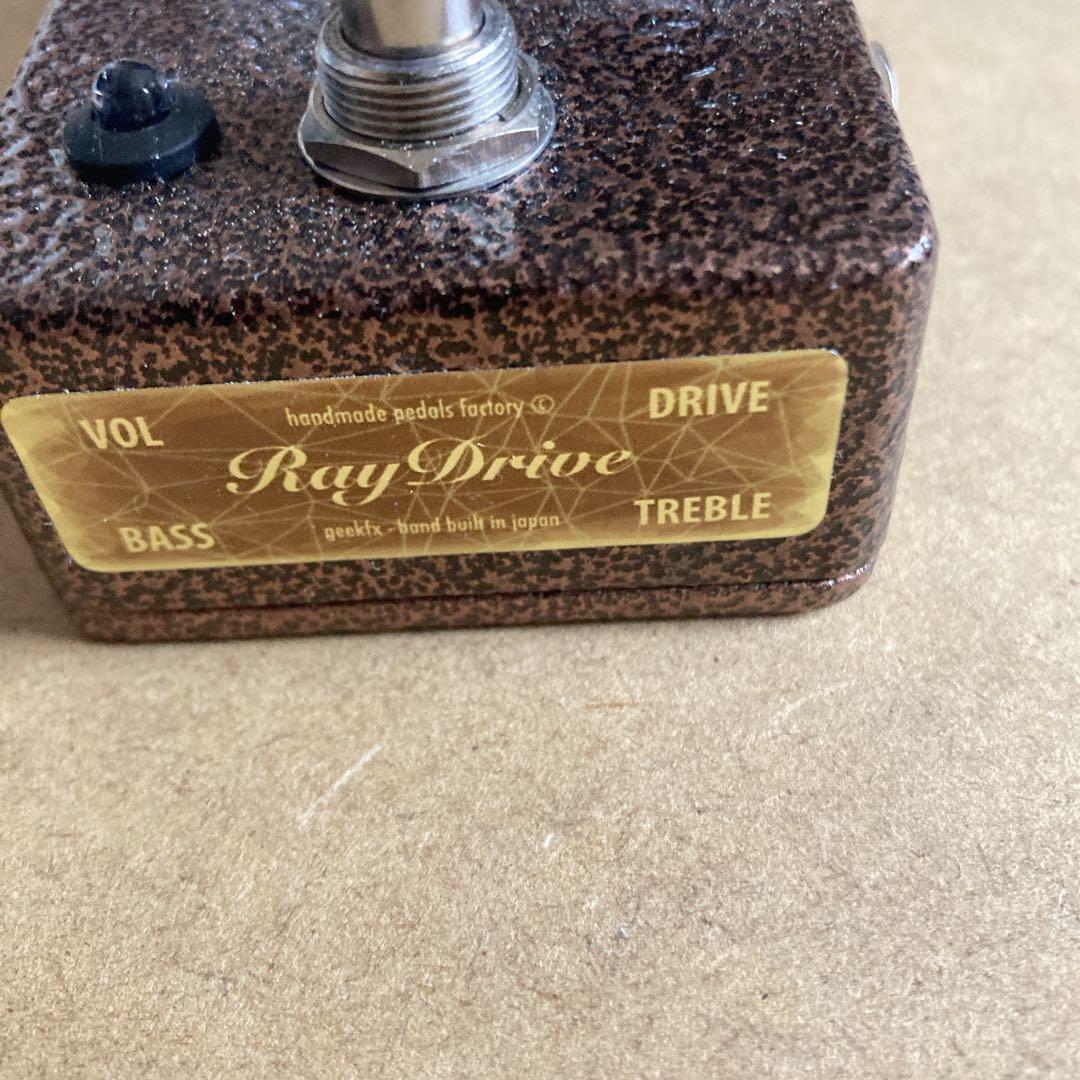 VOL
handmade pedals factory ©
DRIVE
Ray Drive
BASS
geekfx - hand built in japan
TREBLE